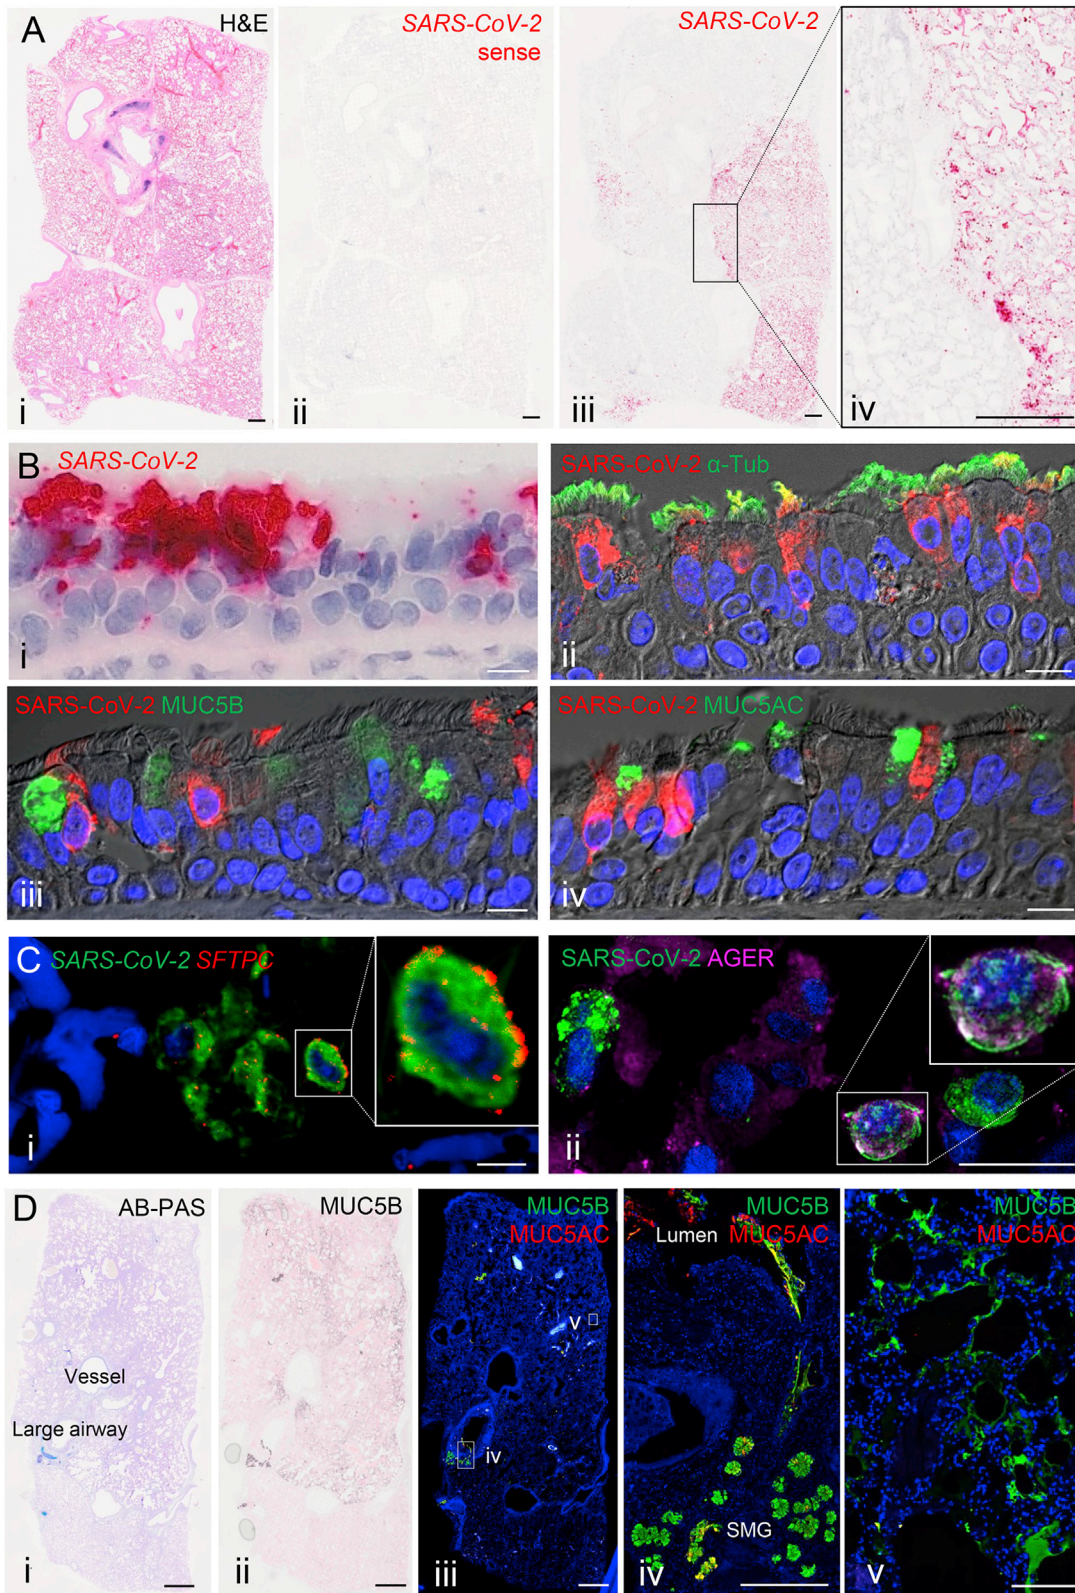 A
H&E
i
SARS-CoV-2
sense
ii
SARS-CoV-2
iii
iv
B
SARS-CoV-2
i
SARS-CoV-2 α-Tub
ii
SARS-CoV-2 MUC5B
iii
SARS-CoV-2 MUC5AC
iv
C
SARS-CoV-2 SFTPC
i
SARS-CoV-2 AGER
ii
D
AB-PAS
Vessel
Large airway
i
MUC5B
ii
MUC5B
MUC5AC
v
iv
iii
MUC5B
Lumen MUC5AC
SMG
iv
MUC5B
MUC5AC
v